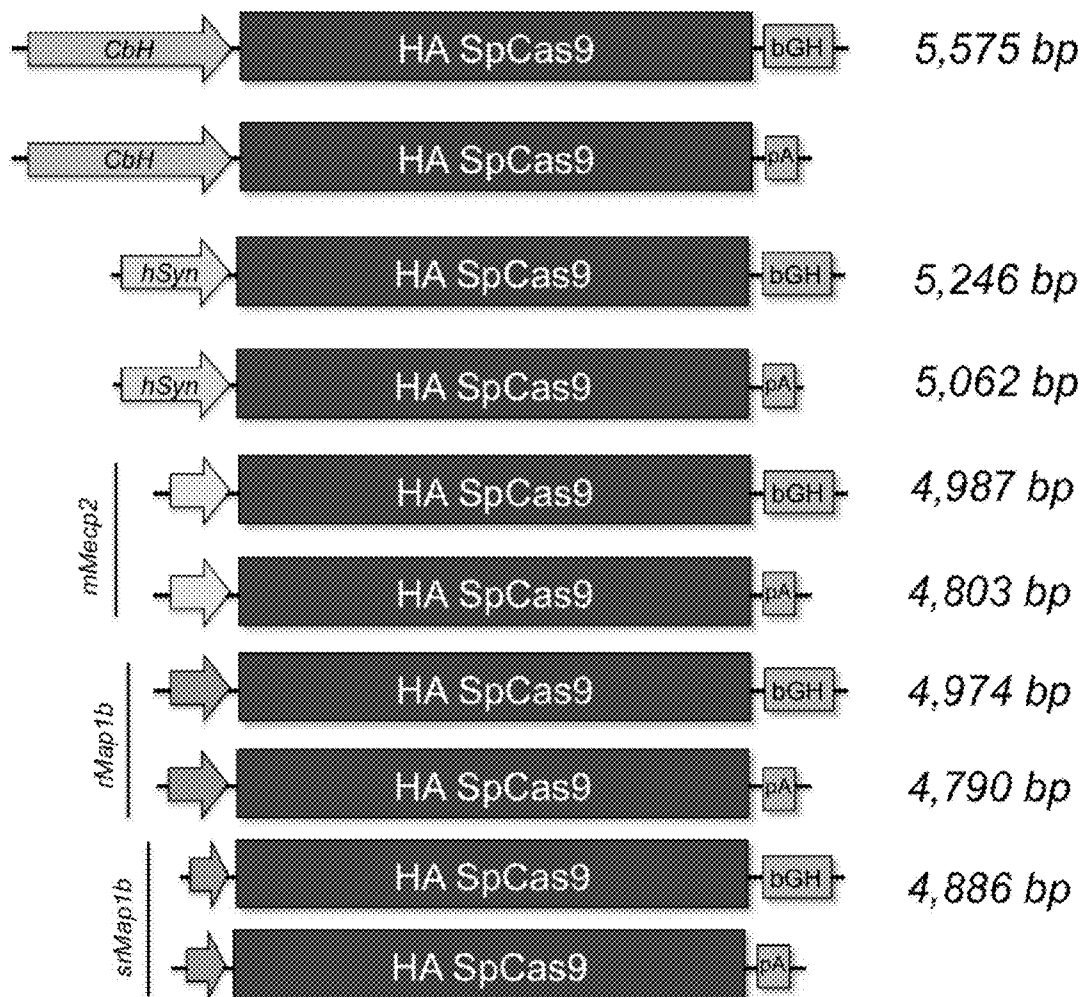 CbH HA SpCas9 bGH 5,575 bp
CbH HA SpCas9 pA
hSyn HA SpCas9 bGH 5,246 bp
hSyn HA SpCas9 pA 5,062 bp
mMecp2
HA SpCas9 bGH 4,987 bp
HA SpCas9 pA 4,803 bp
rMap1b
HA SpCas9 bGH 4,974 bp
HA SpCas9 pA 4,790 bp
srMap1b
HA SpCas9 bGH 4,886 bp
HA SpCas9 pA